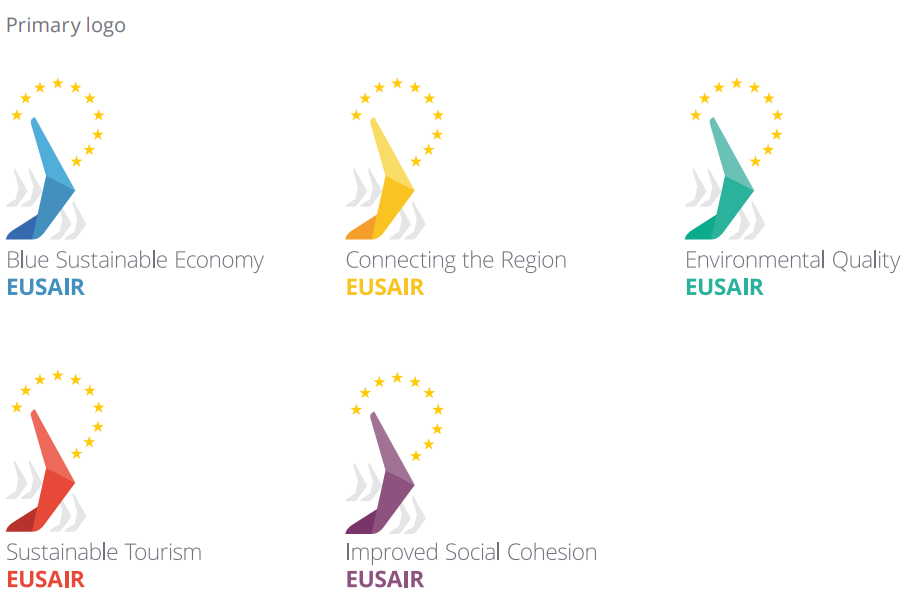 Primary logo
Blue Sustainable Economy
EUSAIR
Connecting the Region
EUSAIR
Environmental Quality
EUSAIR
Sustainable Tourism
EUSAIR
Improved Social Cohesion
EUSAIR